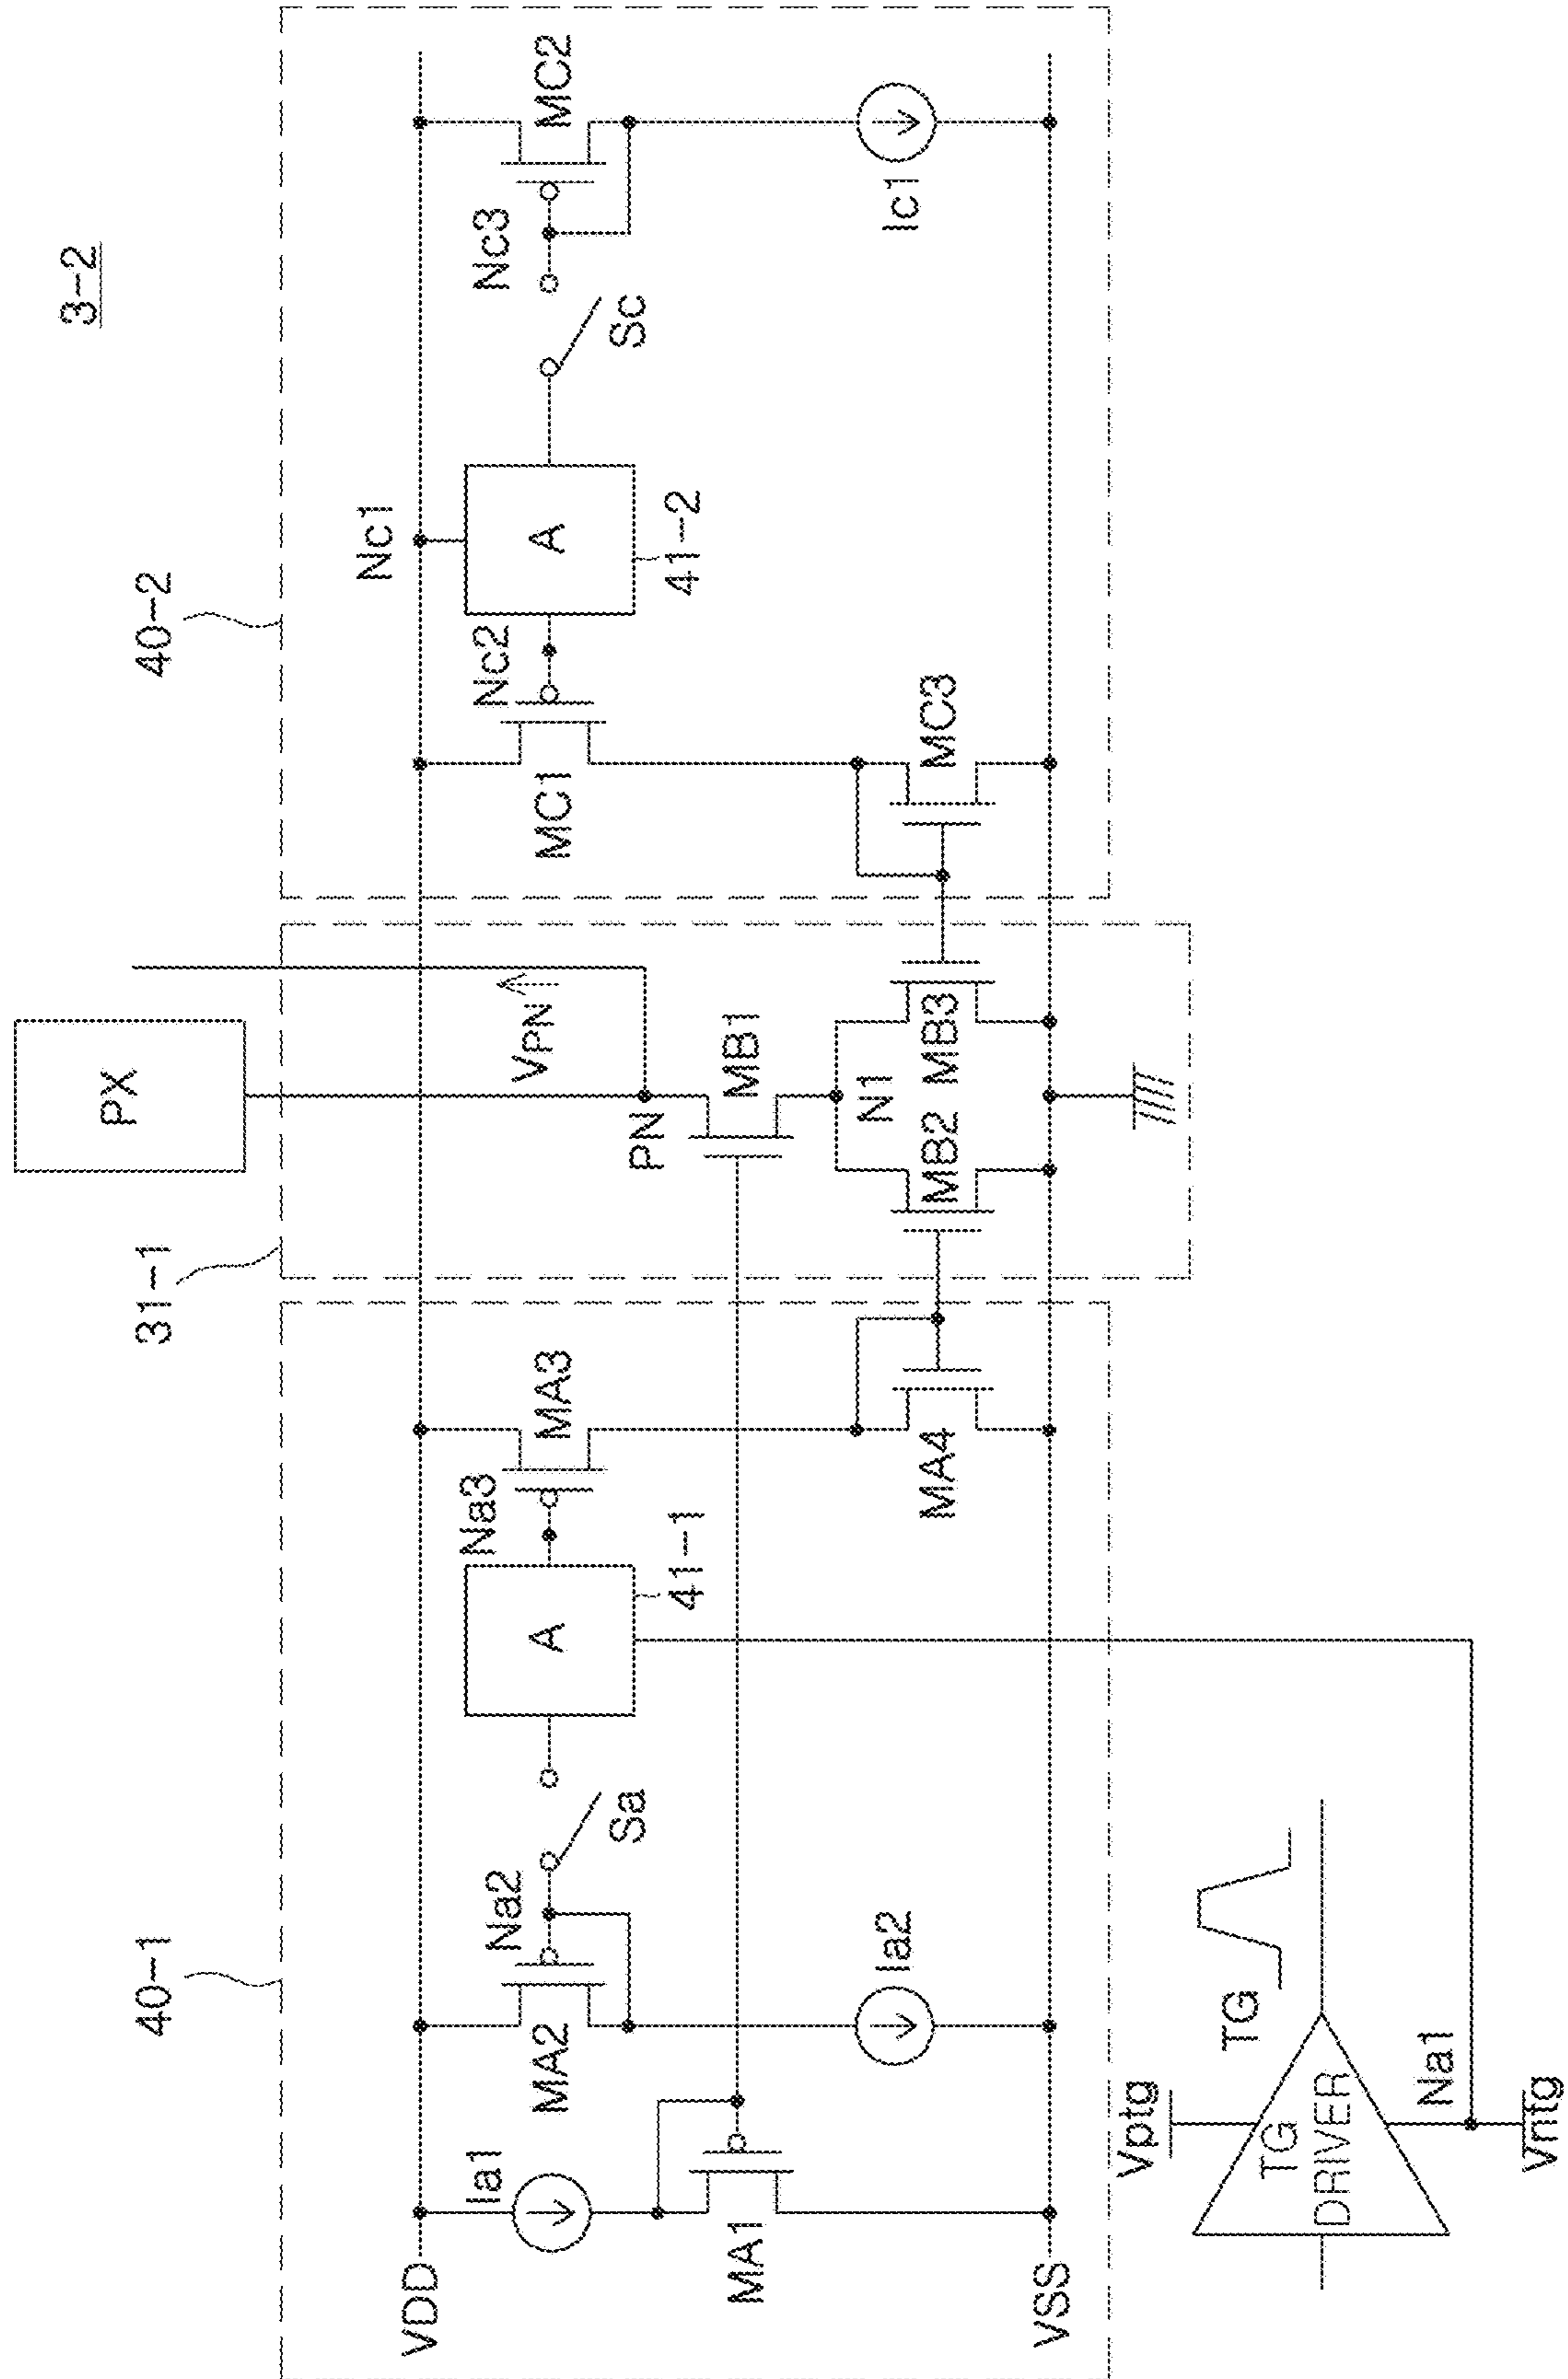 3-2
40-1
31-1
PX
40-2
VDD
Ia1
MA1
VSS
MA2
Na2
Sa
Ia2
A
41-1
Na3
MA3
MA4
VPN
PN
MB1
N1
MB2
MB3
Nc1
MC1
Nc2
A
41-2
MC3
Sc
Nc3
MC2
Ic1
Vptg
TG
DRIVER
TG
Na1
Vntg